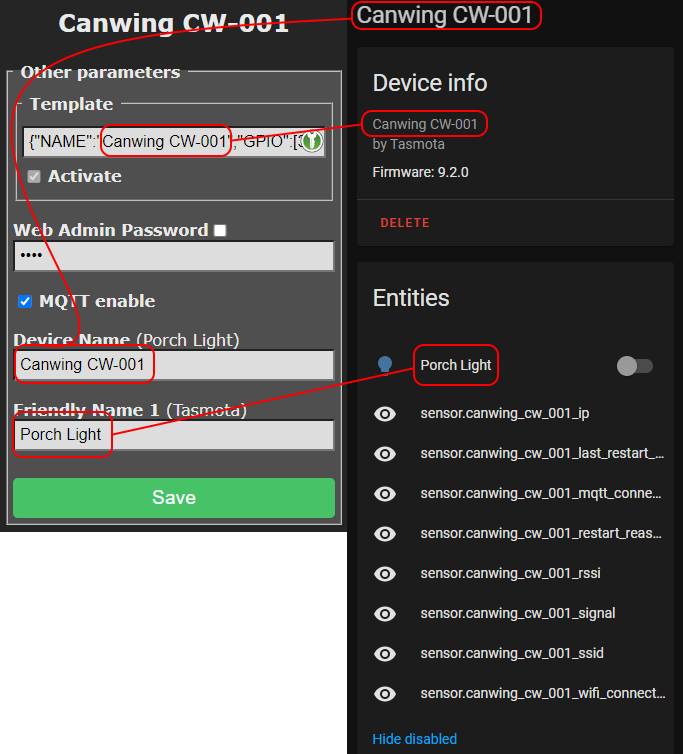 Canwing CW-001
Other parameters
Template
{"NAME":"Canwing CW-001","GPIO":[3
Activate
Web Admin Password
••••
MQTT enable
Device Name (Porch Light)
Canwing CW-001
Friendly Name 1 (Tasmota)
Porch Light
Save
Canwing CW-001
Device info
Canwing CW-001
by Tasmota
Firmware: 9.2.0
DELETE
Entities
Porch Light
sensor.canwing_cw_001_ip
sensor.canwing_cw_001_last_restart_...
sensor.canwing_cw_001_mqtt_conne...
sensor.canwing_cw_001_restart_reas...
sensor.canwing_cw_001_rssi
sensor.canwing_cw_001_signal
sensor.canwing_cw_001_ssid
sensor.canwing_cw_001_wifi_connect...
Hide disabled